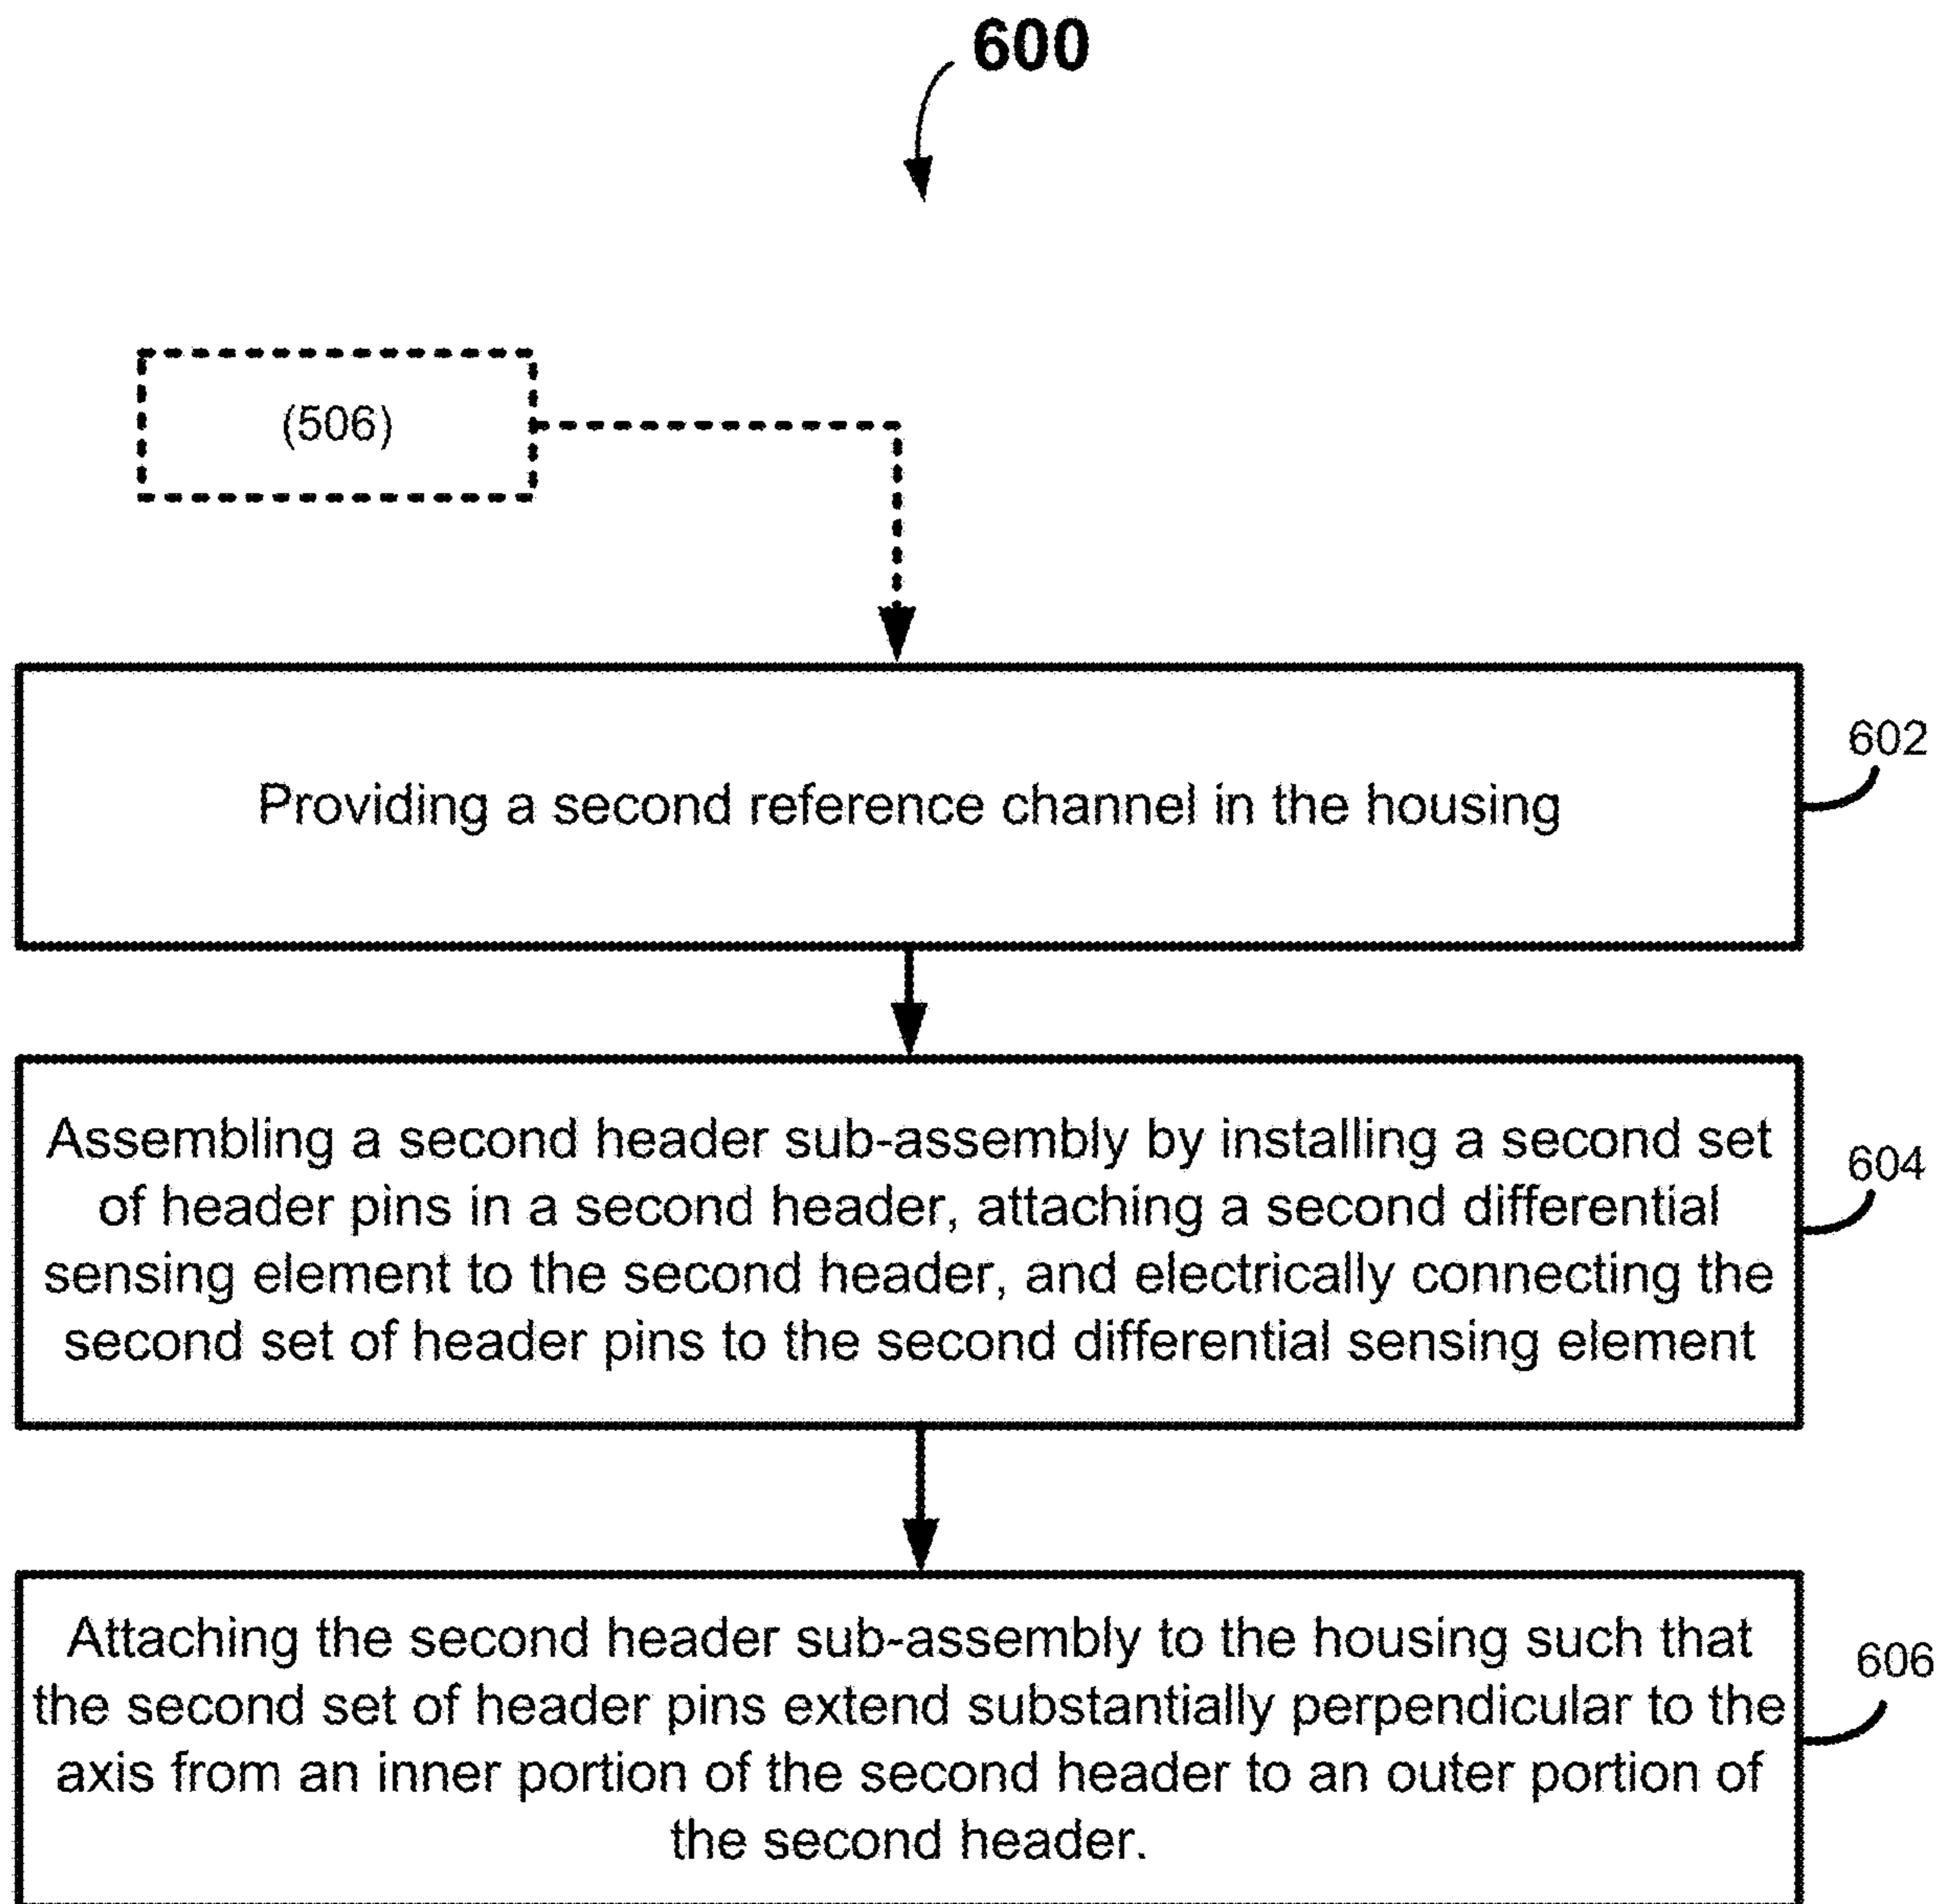 600
(506)
Providing a second reference channel in the housing
602
Assembling a second header sub-assembly by installing a second set
of header pins in a second header, attaching a second differential
sensing element to the second header, and electrically connecting the
second set of header pins to the second differential sensing element
604
Attaching the second header sub-assembly to the housing such that
the second set of header pins extend substantially perpendicular to the
axis from an inner portion of the second header to an outer portion of
the second header.
606